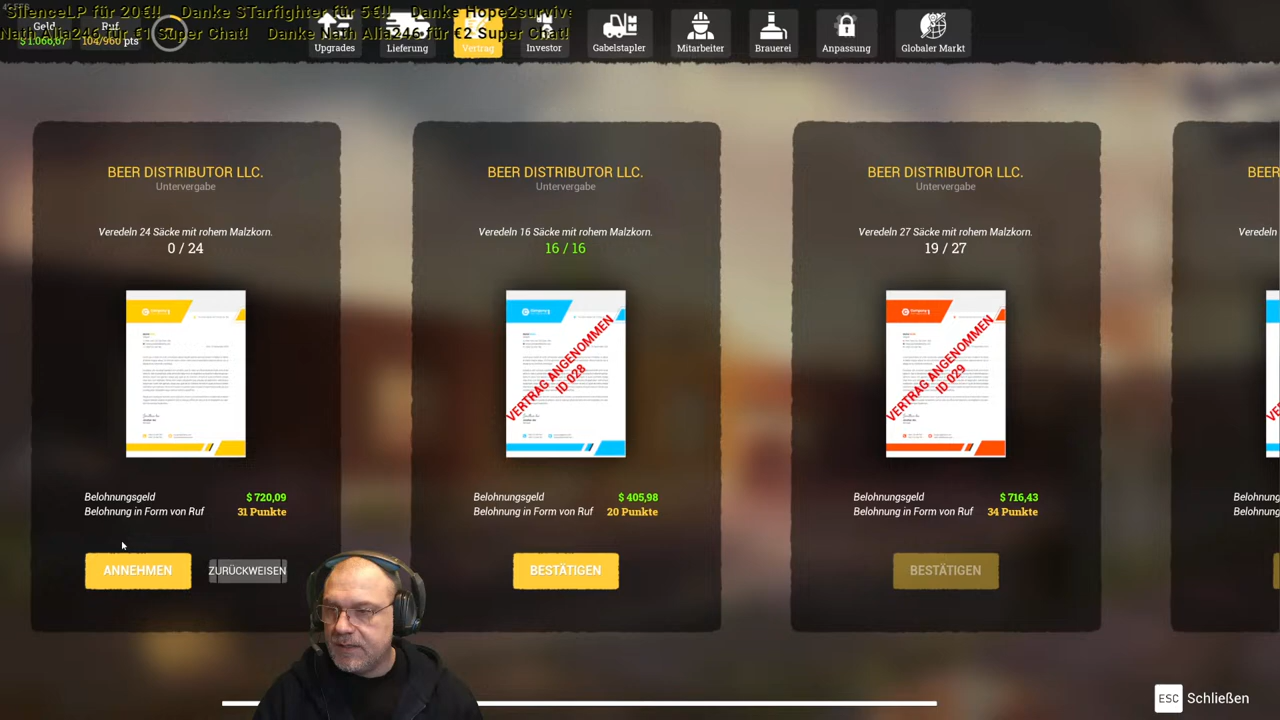 SilenceLP für 20€!! Danke STarfighter für 5€!! Danke Hope2survive
Geld
$ 1.066,67
Ruf
104/960 pts
Nath Alia246 für €1 Super Chat! Danke Nath Alia246 für €2 Super Chat!
Upgrades
Lieferung
Vertrag
Investor
Gabelstapler
Mitarbeiter
Brauerei
Anpassung
Globaler Markt
BEER DISTRIBUTOR LLC.
Untervergabe
Veredeln 24 Säcke mit rohem Malzkorn.
0 / 24
Belohnungsgeld $ 720,09
Belohnung in Form von Ruf 31 Punkte
ANNEHMEN
ZURÜCKWEISEN
BEER DISTRIBUTOR LLC.
Untervergabe
Veredeln 16 Säcke mit rohem Malzkorn.
16 / 16
VERTRAG ANGENOMMEN
ID 028
Belohnungsgeld $ 405,98
Belohnung in Form von Ruf 20 Punkte
BESTÄTIGEN
BEER DISTRIBUTOR LLC.
Untervergabe
Veredeln 27 Säcke mit rohem Malzkorn.
19 / 27
VERTRAG ANGENOMMEN
ID 029
Belohnungsgeld $ 716,43
Belohnung in Form von Ruf 34 Punkte
BESTÄTIGEN
BEER
Veredeln
Belohnungsg
Belohnung
ESC Schließen